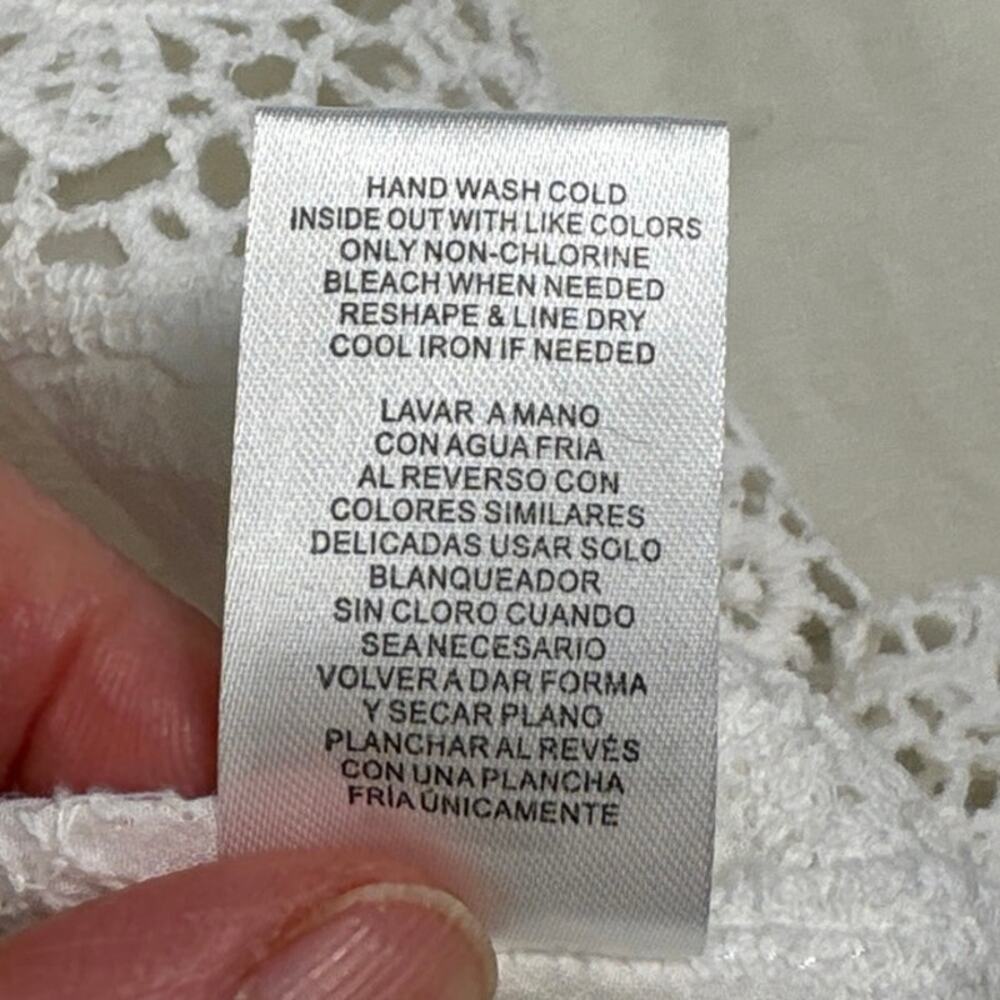 HAND WASH COLD
INSIDE OUT WITH LIKE COLORS
ONLY NON-CHLORINE
BLEACH WHEN NEEDED
RESHAPE & LINE DRY
COOL IRON IF NEEDED
LAVAR A MANO
CON AGUA FRIA
AL REVERSO CON
COLORES SIMILARES
DELICADAS USAR SOLO
BLANQUEADOR
SIN CLORO CUANDO
SEA NECESARIO
VOLVER A DAR FORMA
Y SECAR PLANO
PLANCHAR AL REVÉS
CON UNA PLANCHA
FRÍA ÚNICAMENTE